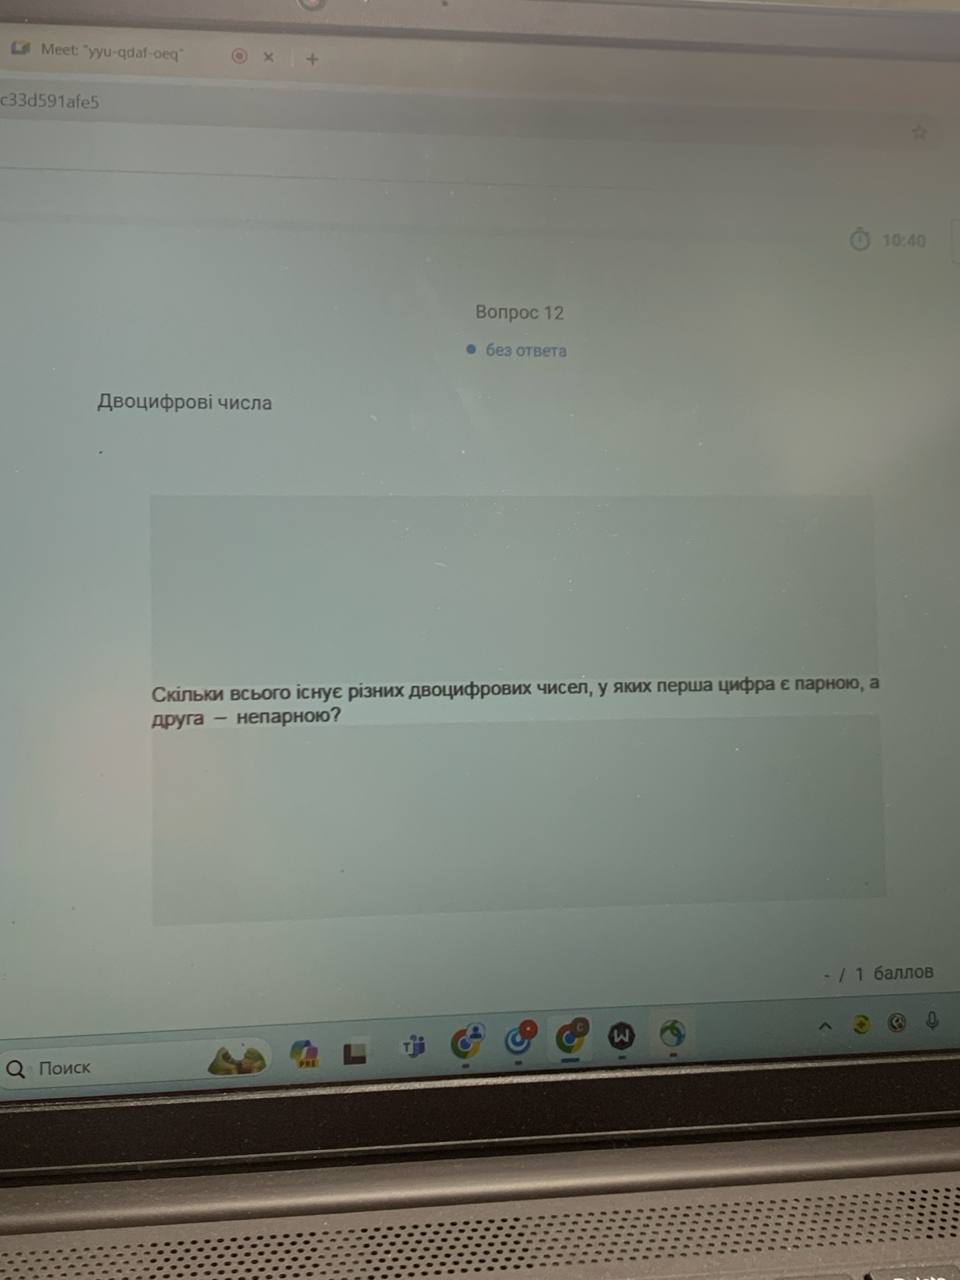 Meet: "yyu-qdaf-oeq"
c33d591afe5
10:40
Вопрос 12
без ответа
Двоцифрові числа
.
Скільки всього існує різних двоцифрових чисел, у яких перша цифра є парною, а
друга – непарною?
- / 1 баллов
Поиск